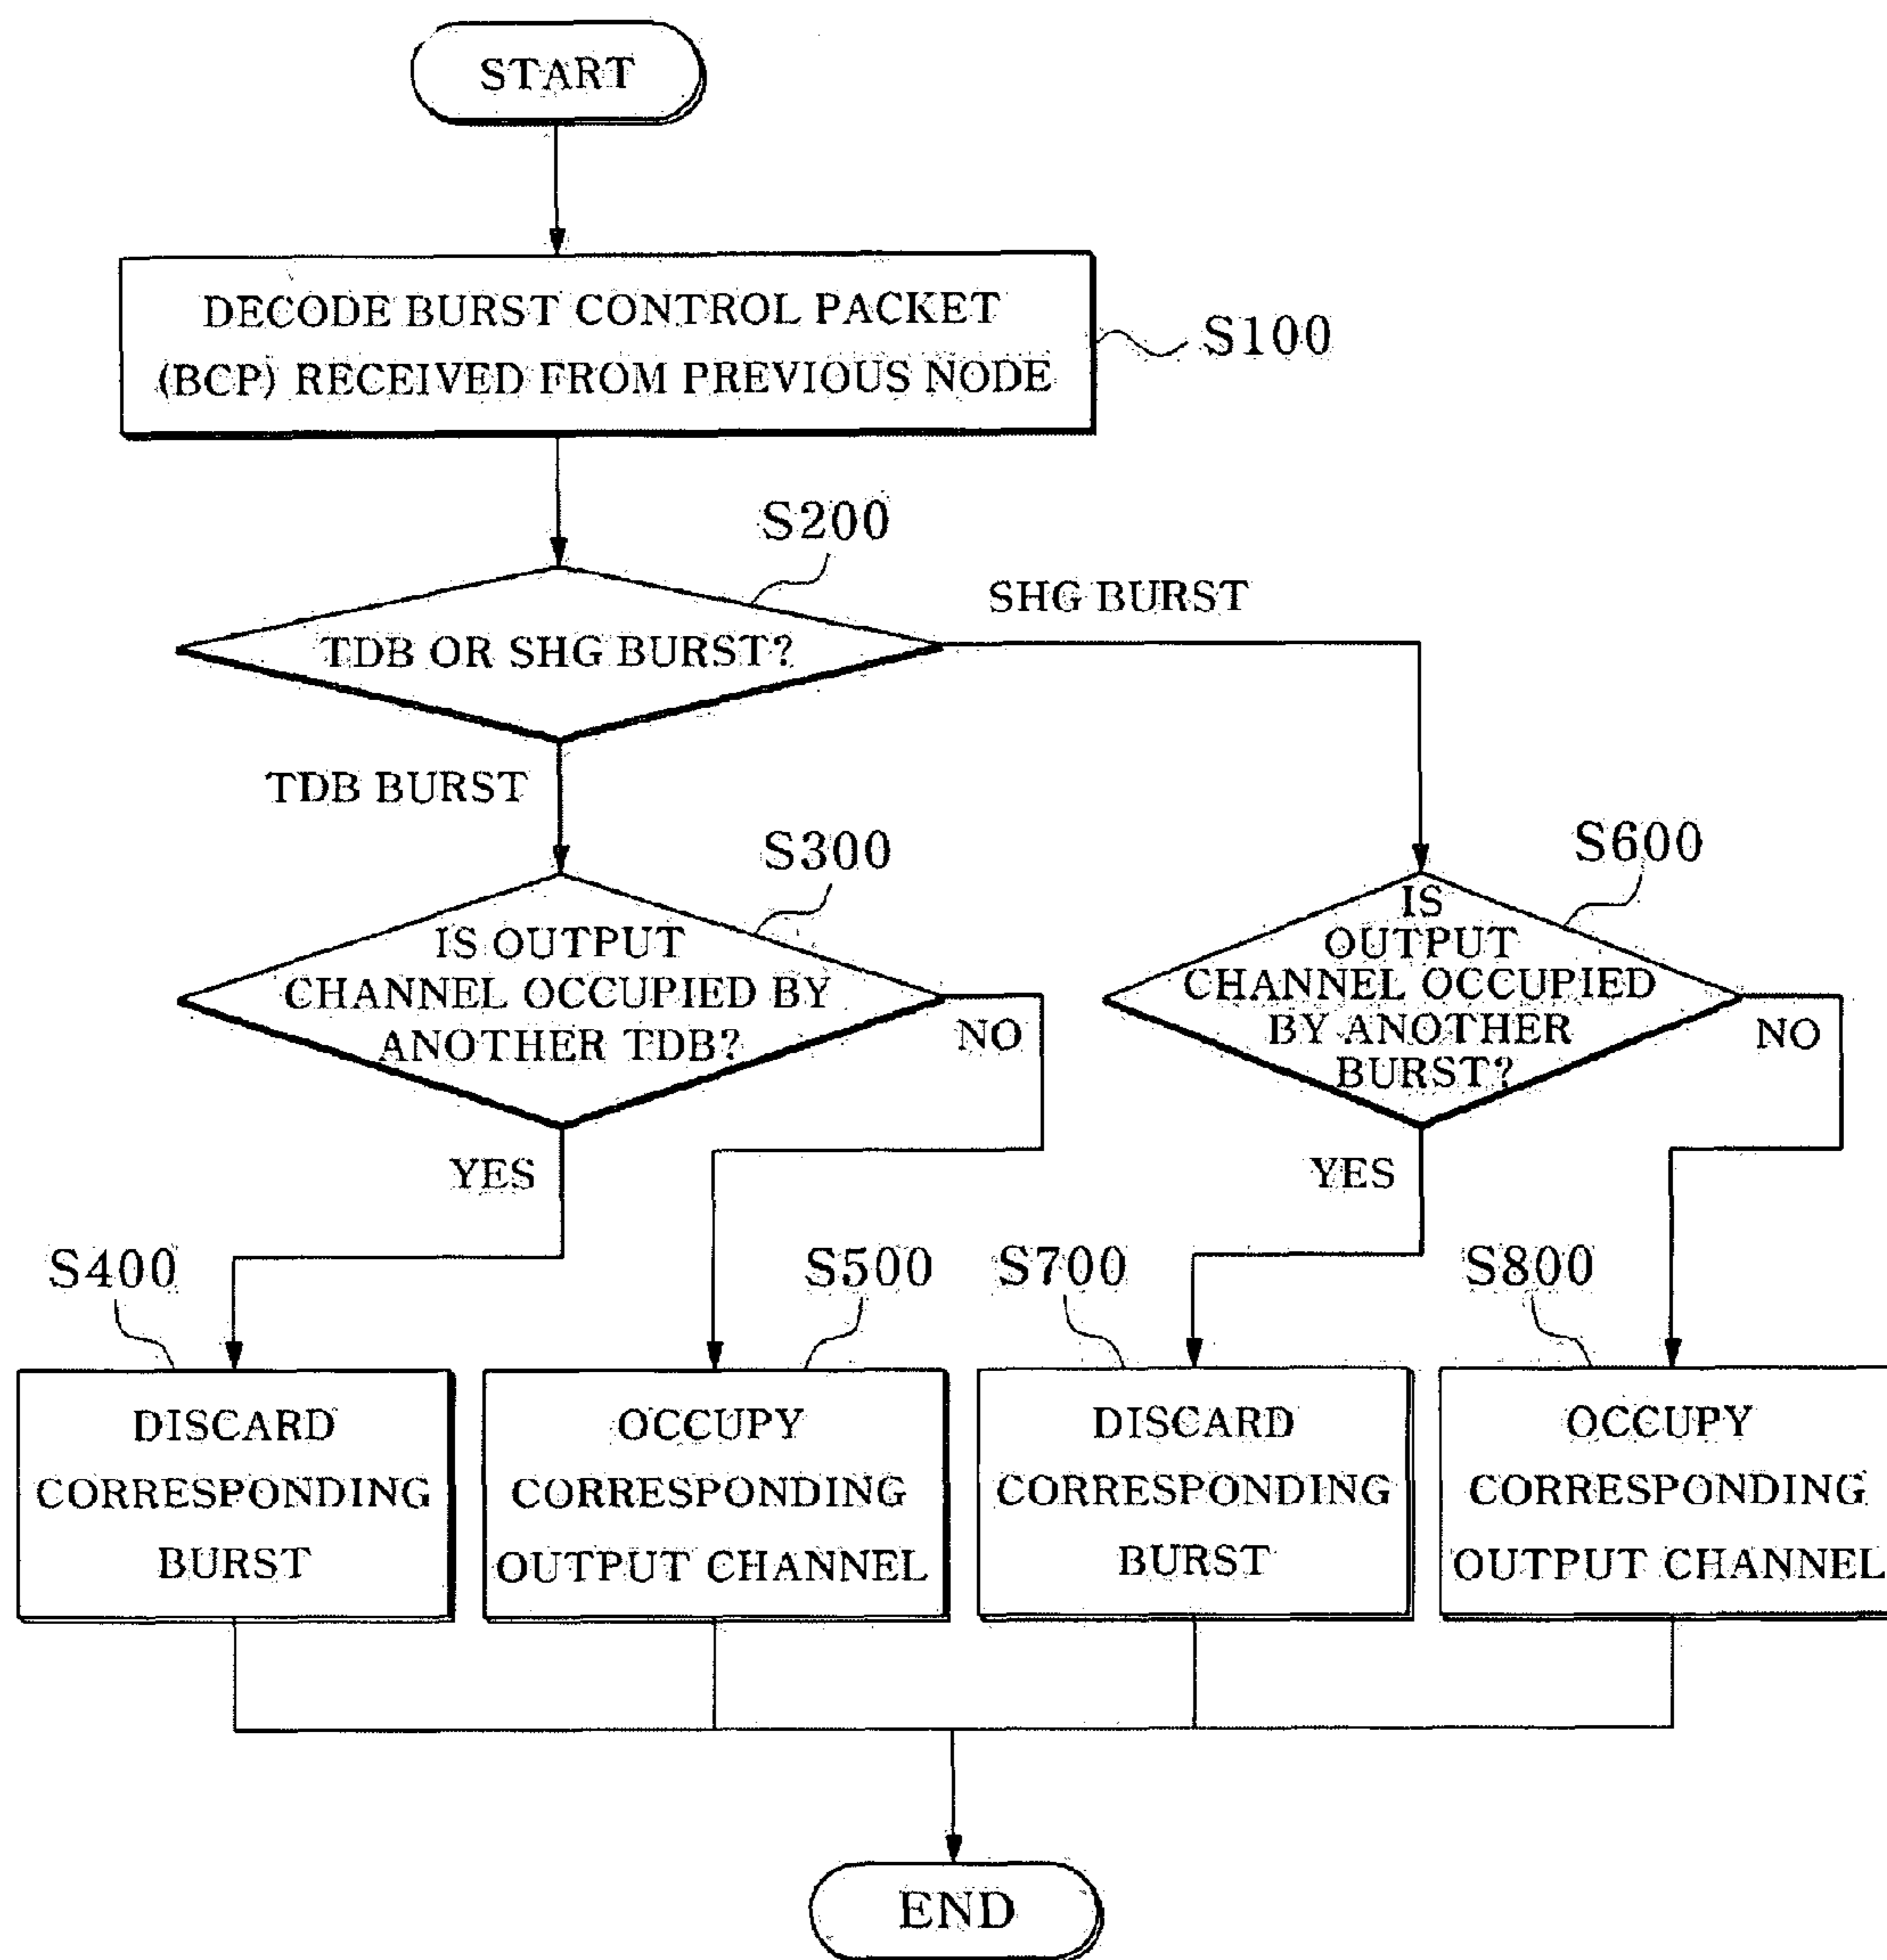 START
DECODE BURST CONTROL PACKET
(BCP) RECEIVED FROM PREVIOUS NODE
S100
S200
TDB OR SHG BURST?
SHG BURST
TDB BURST
S300
IS OUTPUT
CHANNEL OCCUPIED BY
ANOTHER TDB?
NO
YES
S600
IS
OUTPUT
CHANNEL OCCUPIED
BY ANOTHER
BURST?
NO
YES
S400
DISCARD
CORRESPONDING
BURST
S500
OCCUPY
CORRESPONDING
OUTPUT CHANNEL
S700
DISCARD
CORRESPONDING
BURST
S800
OCCUPY
CORRESPONDING
OUTPUT CHANNEL
END